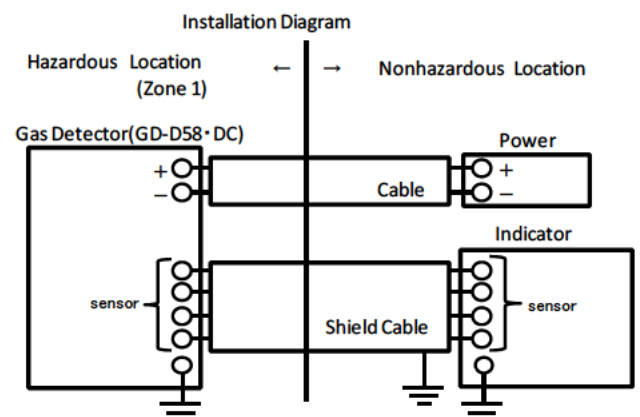 Installation Diagram
Hazardous Location
(Zone 1)
← →
Nonhazardous Location
Gas Detector(GD-D58・DC)
Power
+
−
Cable
+
−
Indicator
sensor
Shield Cable
sensor